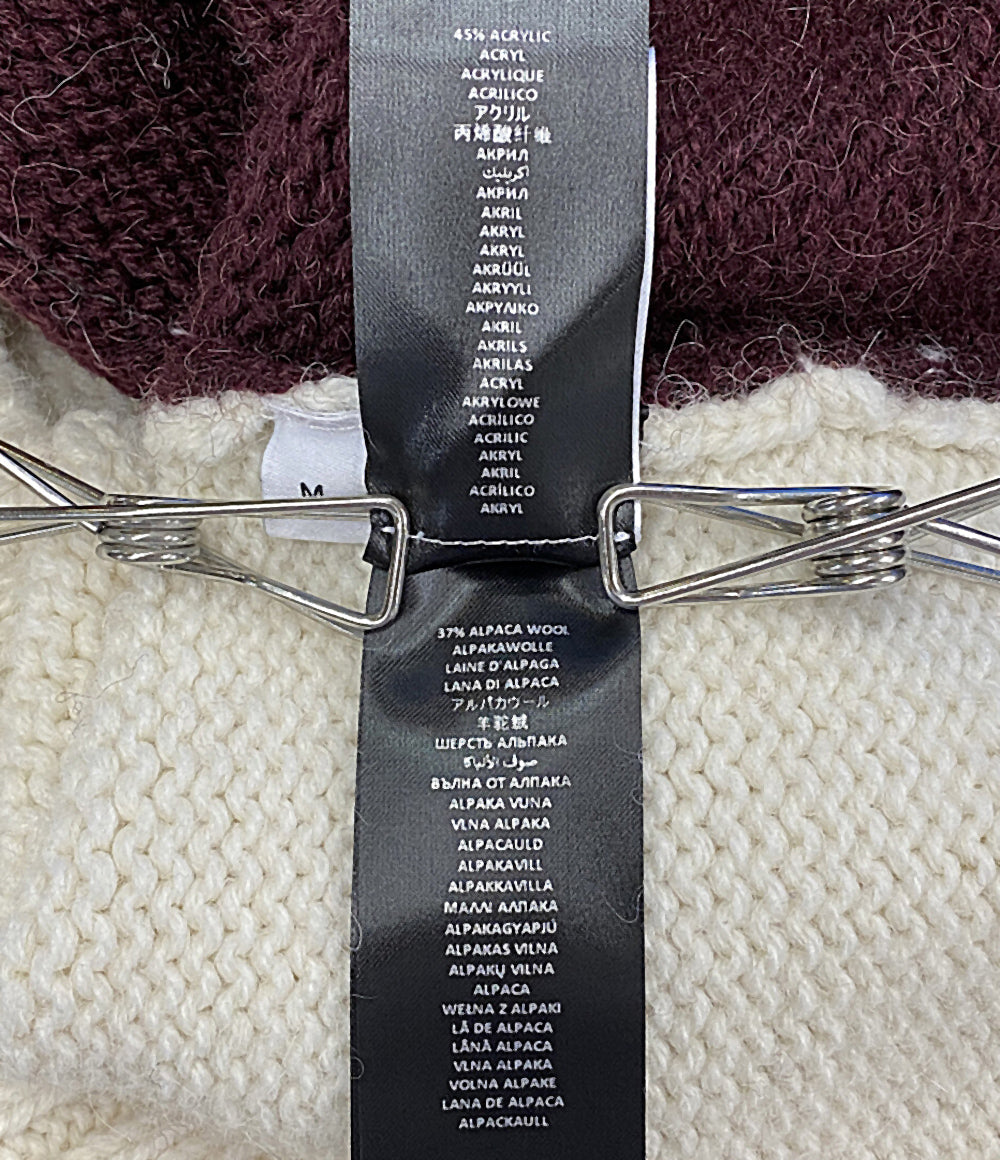 45% ACRYLIC
ACRYL
ACRYLIQUE
ACRILICO
アクリル
丙烯酸纤维
АКРИЛ
اكريليك
АКРИЛ
AKRIL
AKRYL
AKRYL
AKRÜÜL
AKRYYLI
ΑΚΡΥΛΙΚΟ
AKRIL
AKRILS
AKRILAS
ACRYL
AKRYLOWE
ACRÍLICO
ACRILIC
AKRYL
AKRIL
ACRÍLICO
AKRYL
M
37% ALPACA WOOL
ALPAKAWOLLE
LAINE D'ALPAGA
LANA DI ALPACA
アルパカウール
羊驼绒
ШЕРСТЬ АЛЬПАКА
صوف الألباكا
ВЪЛНА ОТ АЛПАКА
ALPAKA VUNA
VLNA ALPAKA
ALPACAULD
ALPAKAVILL
ALPAKKAVILLA
ΜΑΛΛΙ ΑΛΠΑΚΑ
ALPAKAGYAPJÚ
ALPAKAS VILNA
ALPAKŲ VILNA
ALPACA
WEŁNA Z ALPAKI
LÃ DE ALPACA
LÂNĂ ALPACA
VLNA ALPAKA
VOLNA ALPAKE
LANA DE ALPACA
ALPACKAULL